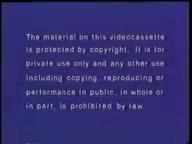 The material on this videocassette
is protected by copyright. It is for
private use only and any other use
including copying, reproducing or
performance in public, in whole or
in part, is prohibited by law.